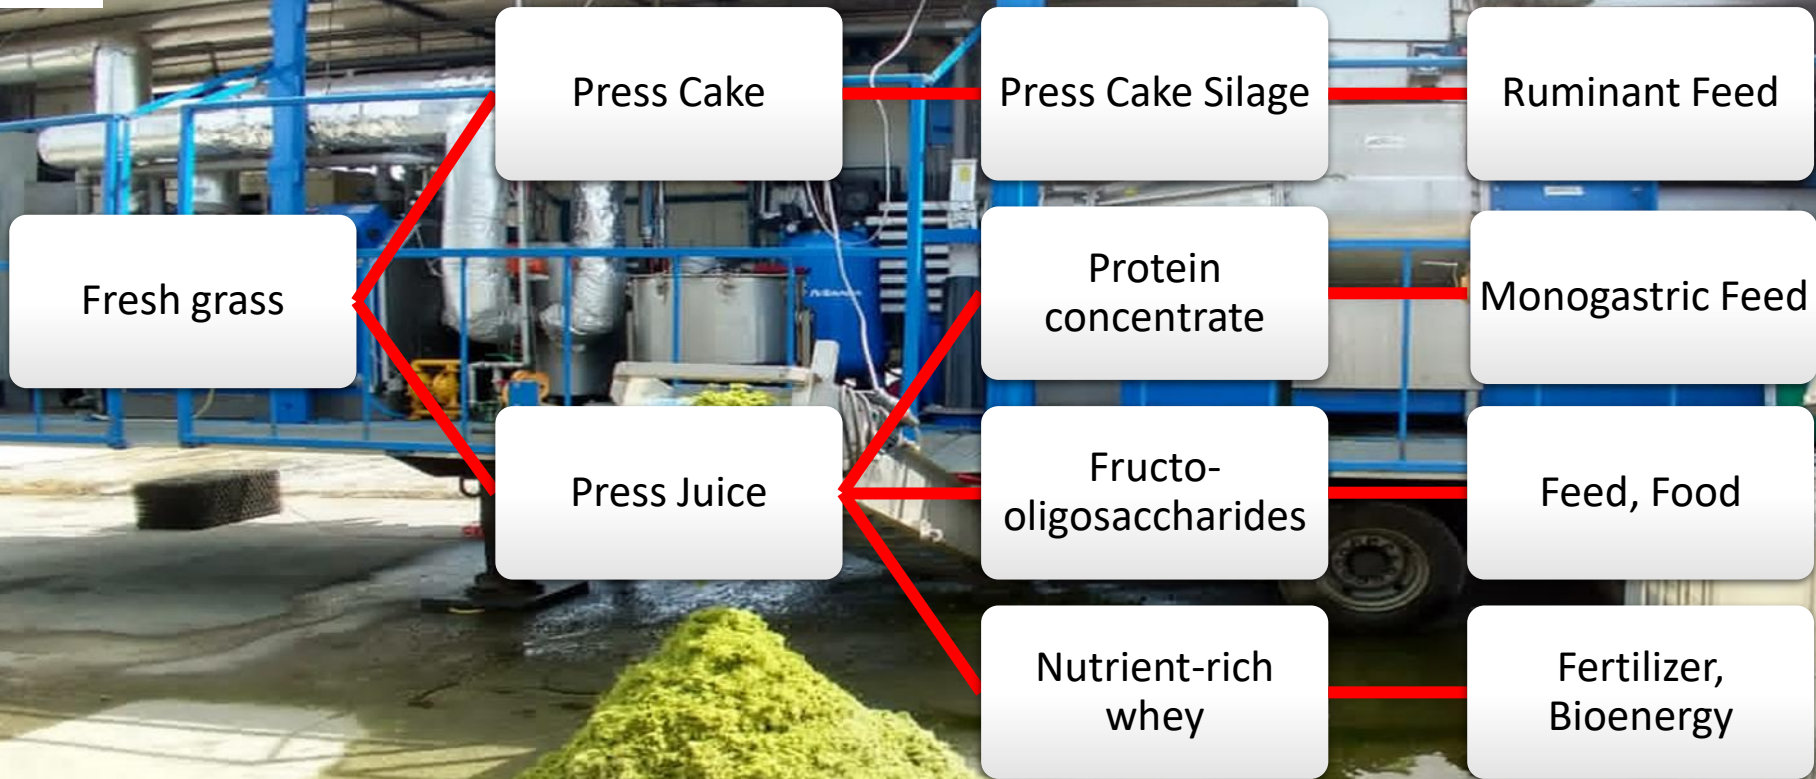 Press Cake
Press Cake Silage
Ruminant Feed
Fresh grass
Protein
concentrate
Monogastric Feed
Press Juice
Fructo-
oligosaccharides
Feed, Food
Nutrient-rich
whey
Fertilizer,
Bioenergy